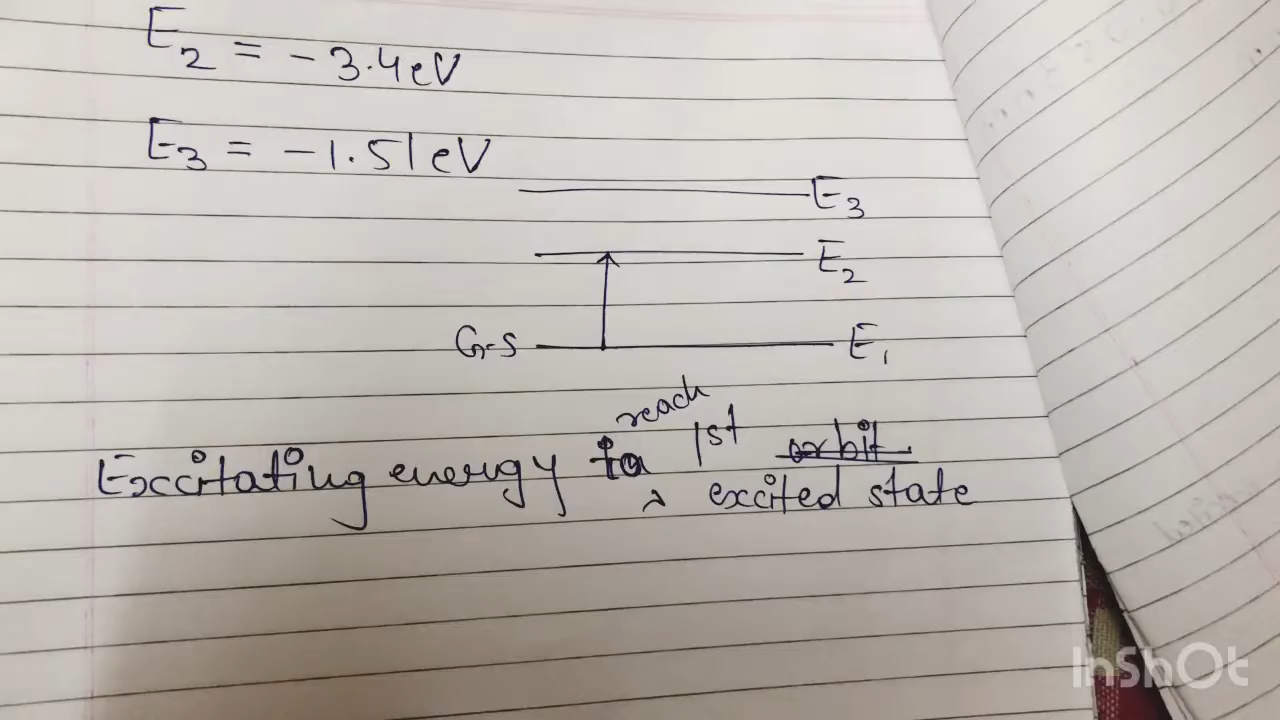 E2 = -3.4eV
E3 = -1.51eV
E3
E2
G-S E1
reach
Excitating energy to 1st orbit
excited state
InShOt